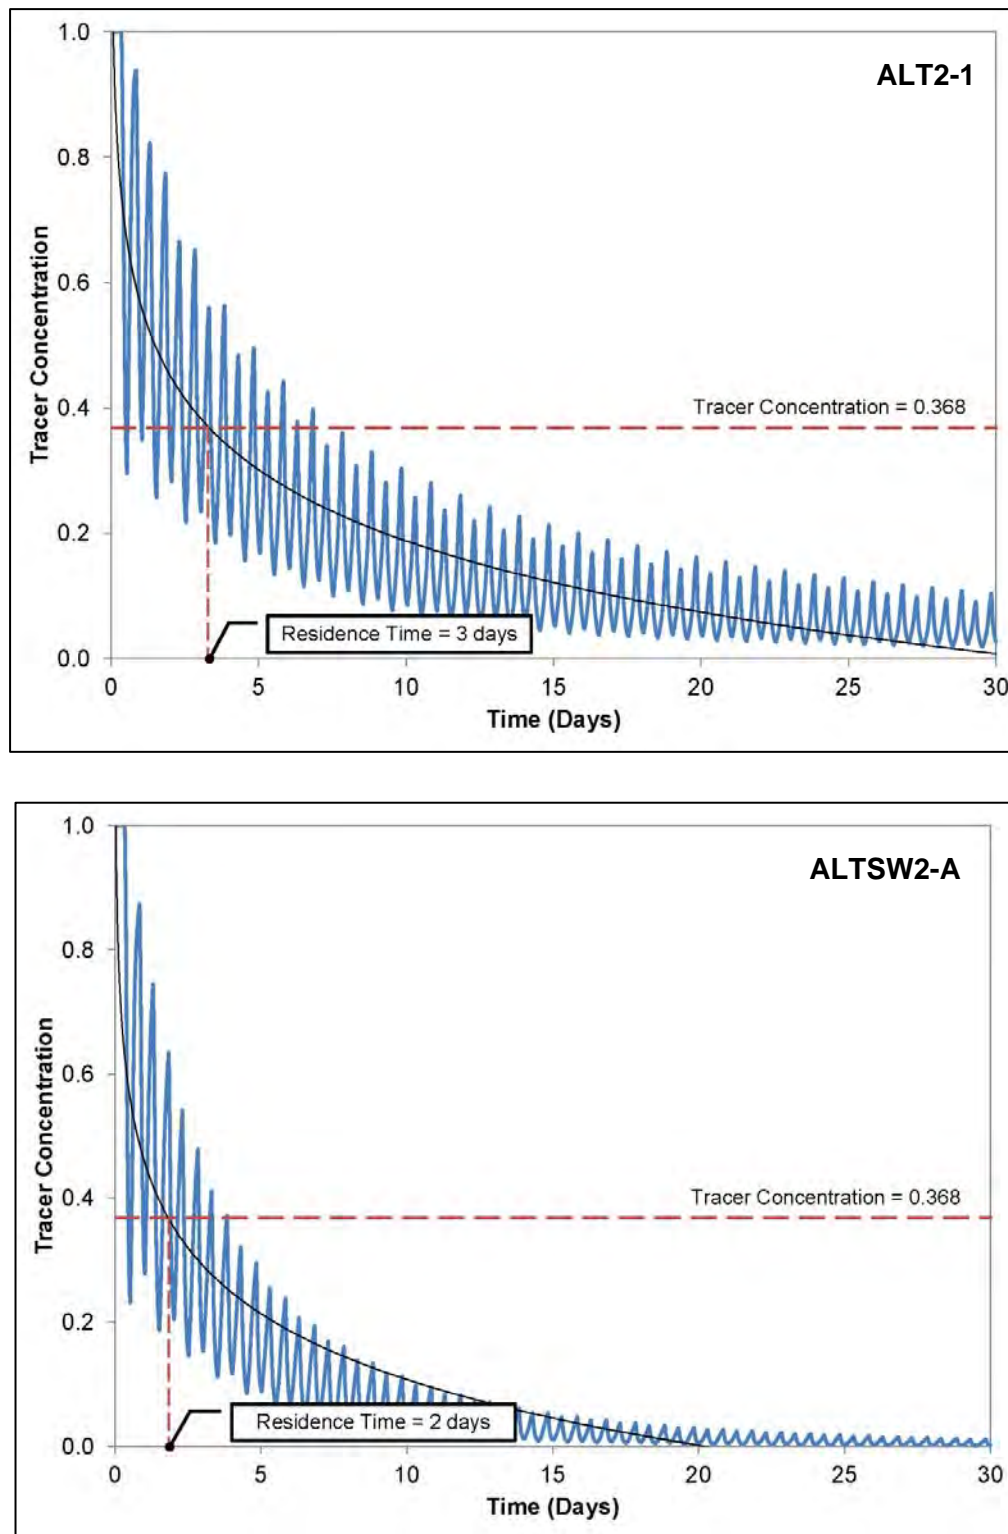 ALT2-1
1.0
0.8
0.6
0.4
0.2
0.0
Tracer Concentration
Tracer Concentration = 0.368
Residence Time = 3 days
0 5 10 15 20 25 30
Time (Days)
ALTSW2-A
1.0
0.8
0.6
0.4
0.2
0.0
Tracer Concentration
Tracer Concentration = 0.368
Residence Time = 2 days
0 5 10 15 20 25 30
Time (Days)